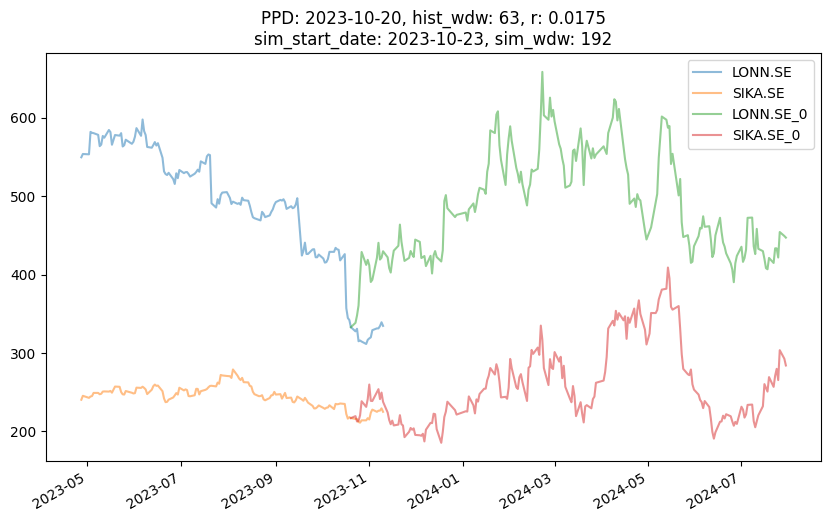 PPD: 2023-10-20, hist_wdw: 63, r: 0.0175
sim_start_date: 2023-10-23, sim_wdw: 192
LONN.SE
SIKA.SE
LONN.SE_0
SIKA.SE_0
600
500
400
300
200
2023-05
2023-07
2023-09
2023-11
2024-01
2024-03
2024-05
2024-07